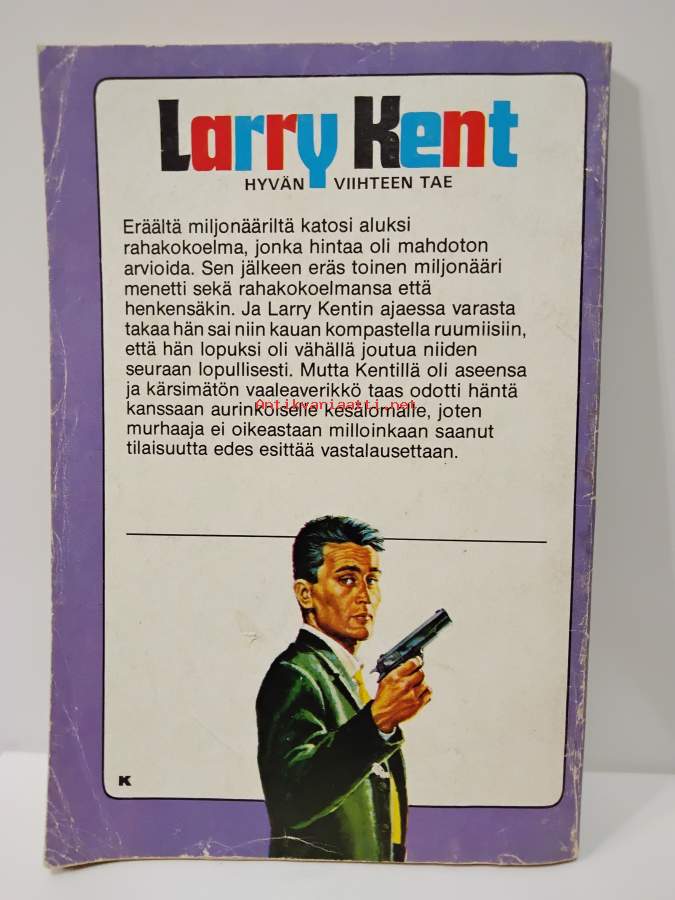 Larry Kent
HYVÄN VIIHTEEN TAE
Eräältä miljonääriltä katosi aluksi
rahakokoelma, jonka hintaa oli mahdoton
arvioida. Sen jälkeen eräs toinen miljonääri
menetti sekä rahakokoelmansa että
henkensäkin. Ja Larry Kentin ajaessa varasta
takaa hän sai niin kauan kompastella ruumiisiin,
että hän lopuksi oli vähällä joutua niiden
seuraan lopullisesti. Mutta Kentillä oli aseensa
ja kärsimätön vaaleaverikkö taas odotti häntä
kanssaan aurinkoiselle kesälomalle, joten
Antikvariaatti.net
murhaaja ei oikeastaan milloinkaan saanut
tilaisuutta edes esittää vastalausettaan.
K